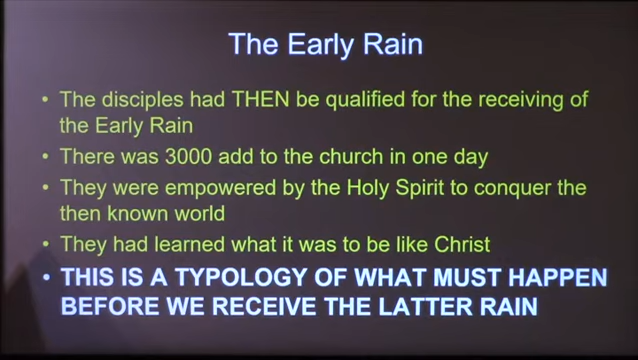 The Early Rain
• The disciples had THEN be qualified for the receiving of
the Early Rain
• There was 3000 add to the church in one day
• They were empowered by the Holy Spirit to conquer the
then known world
• They had learned what it was to be like Christ
• THIS IS A TYPOLOGY OF WHAT MUST HAPPEN
BEFORE WE RECEIVE THE LATTER RAIN